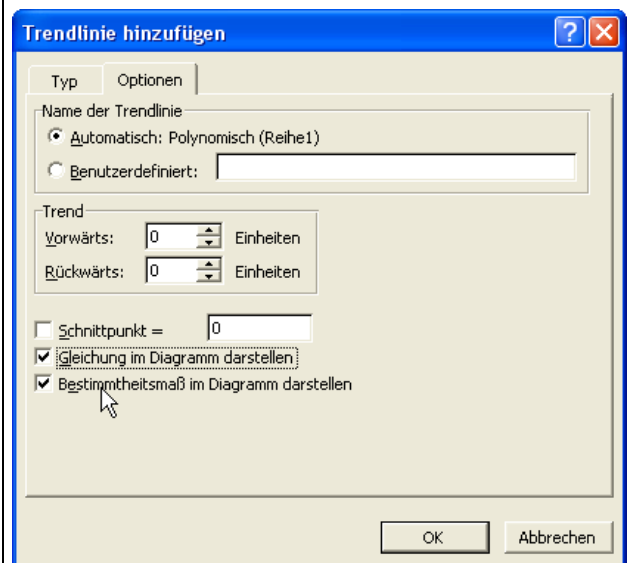 Trendlinie hinzufügen
Typ Optionen
Name der Trendlinie
Automatisch: Polynomisch (Reihe1)
Benutzerdefiniert:
Trend
Vorwärts: 0 Einheiten
Rückwärts: 0 Einheiten
Schnittpunkt = 0
Gleichung im Diagramm darstellen
Bestimmtheitsmaß im Diagramm darstellen
OK Abbrechen